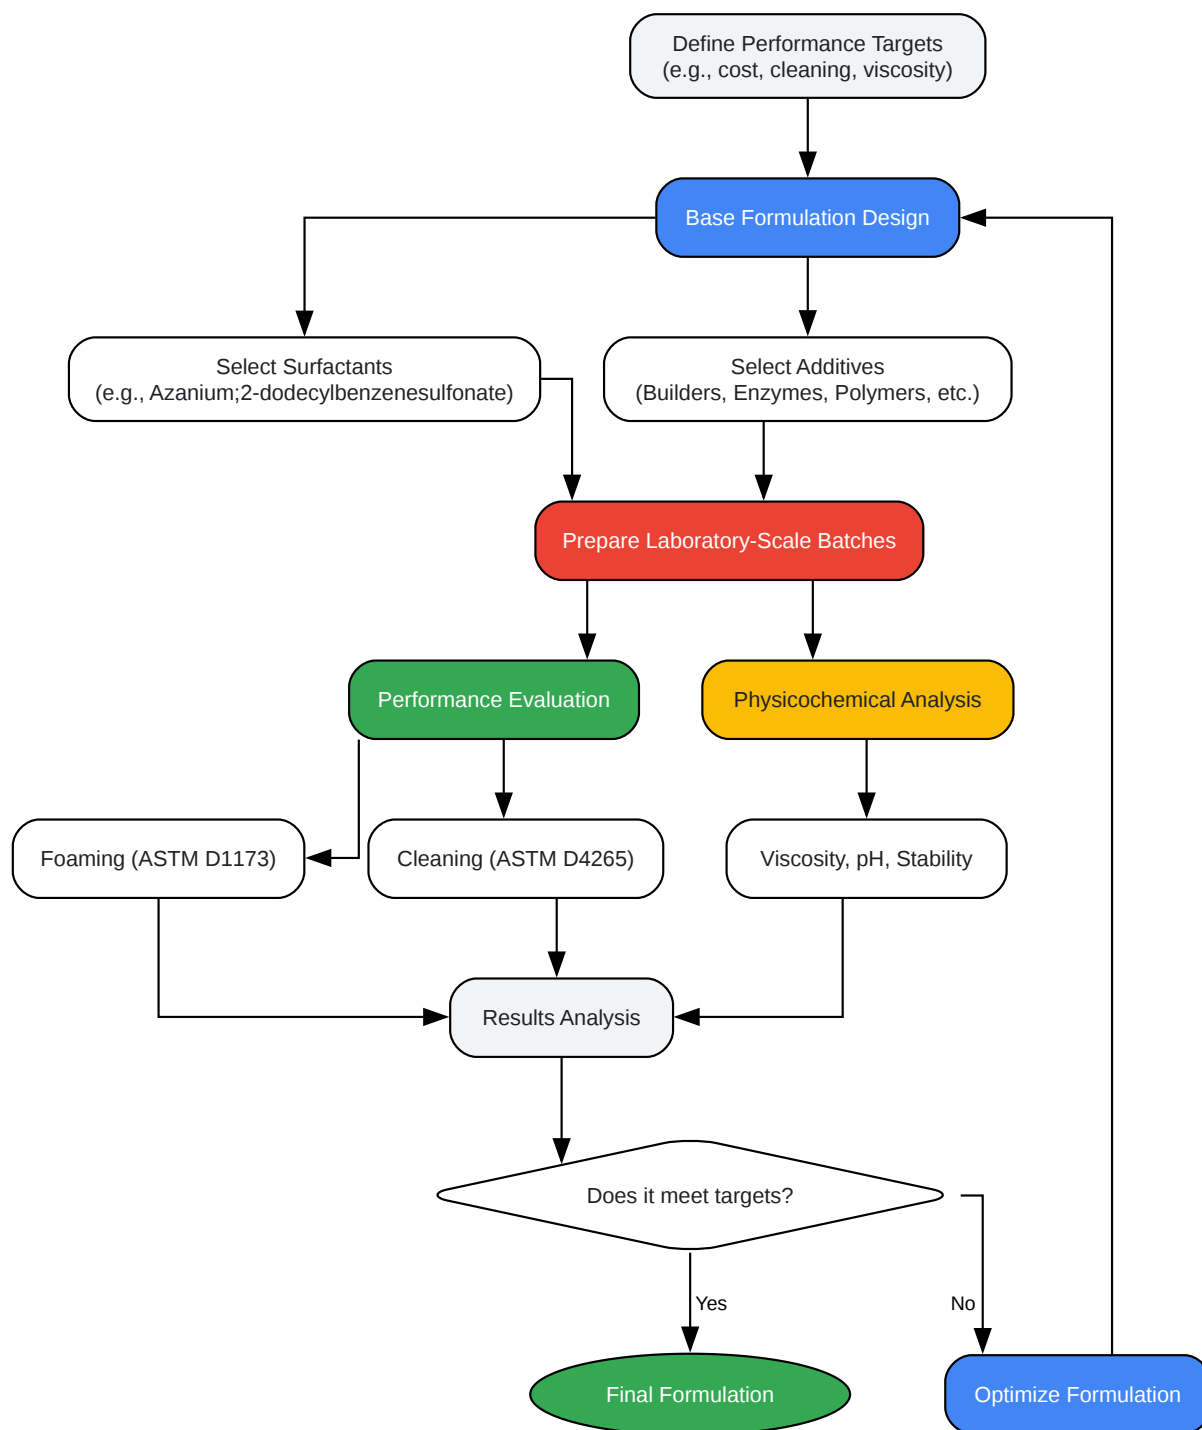 Define Performance Targets
(e.g., cost, cleaning, viscosity)
Base Formulation Design
Select Surfactants
(e.g., Azanium;2-dodecylbenzenesulfonate)
Select Additives
(Builders, Enzymes, Polymers, etc.)
Prepare Laboratory-Scale Batches
Performance Evaluation
Physicochemical Analysis
Foaming (ASTM D1173)
Cleaning (ASTM D4265)
Viscosity, pH, Stability
Results Analysis
Does it meet targets?
Yes
No
Final Formulation
Optimize Formulation